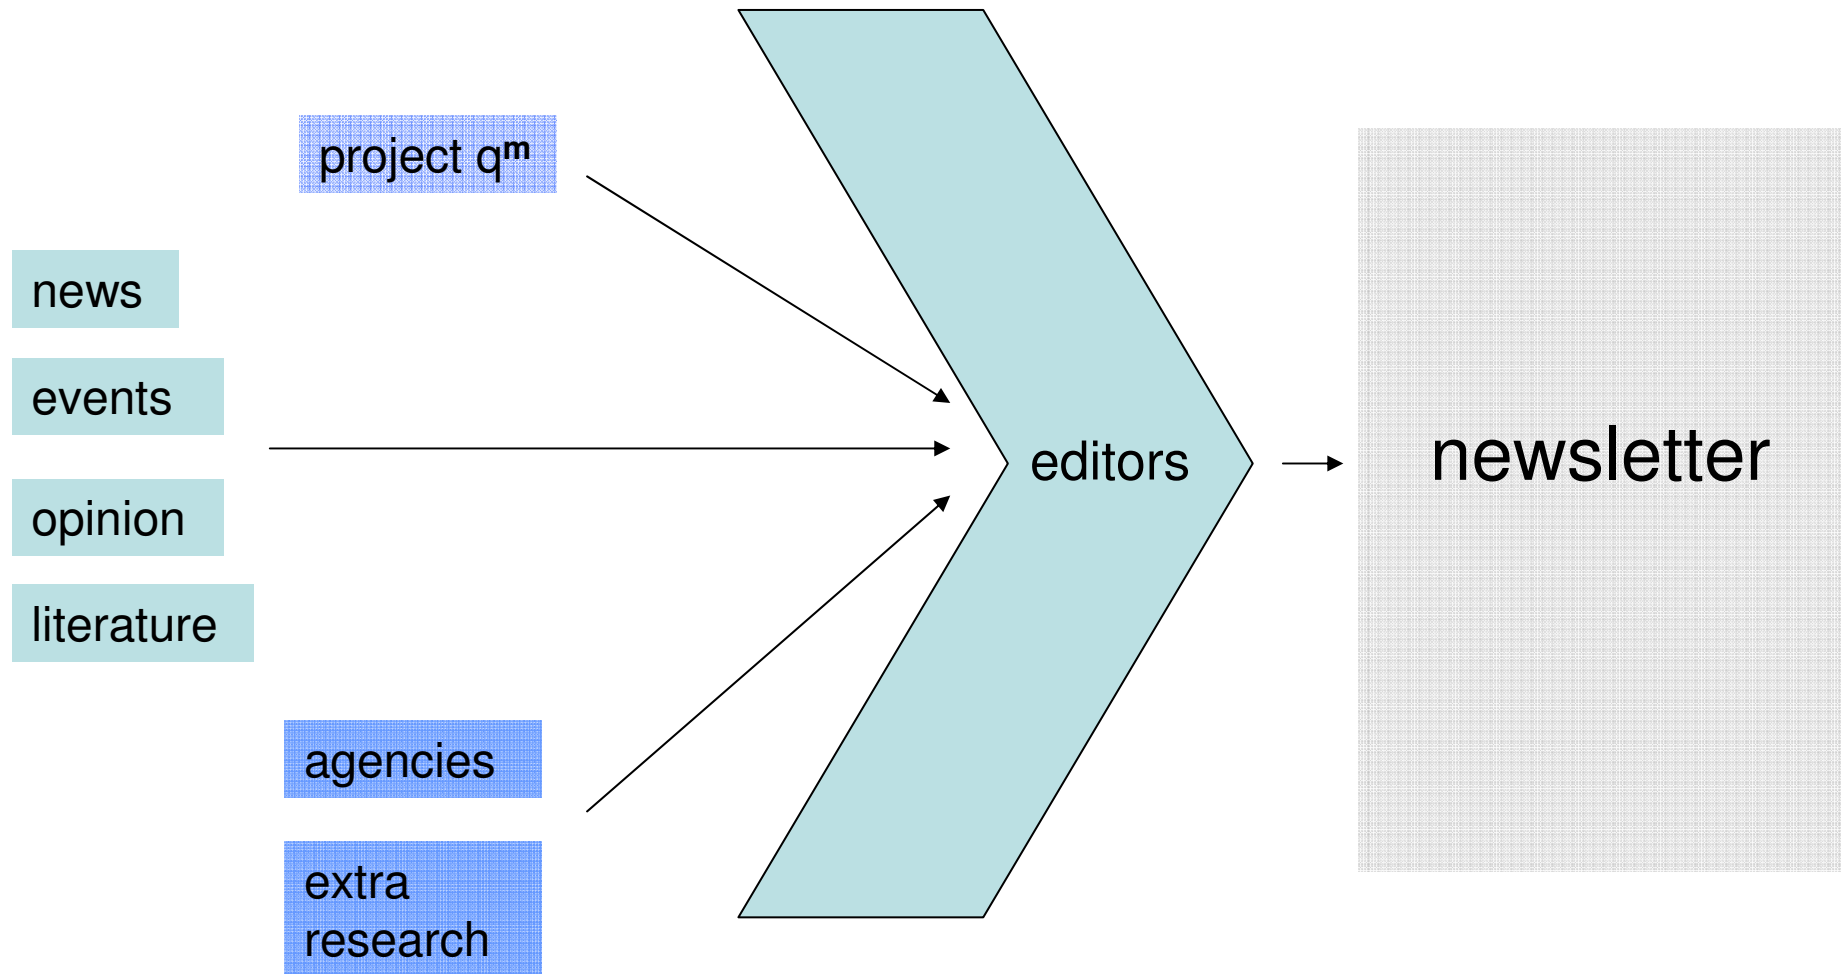 project qᵐ
news
events
opinion
literature
agencies
extra
research
editors
newsletter